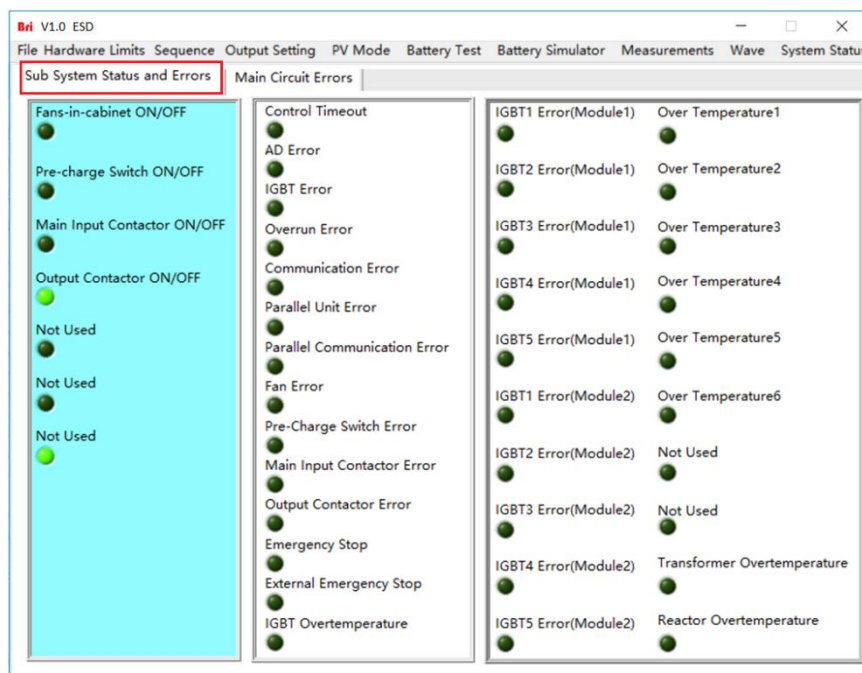 Bri V1.0 ESD
File Hardware Limits Sequence Output Setting PV Mode Battery Test Battery Simulator Measurements Wave System Statu
Sub System Status and Errors Main Circuit Errors
Fans-in-cabinet ON/OFF
Pre-charge Switch ON/OFF
Main Input Contactor ON/OFF
Output Contactor ON/OFF
Not Used
Not Used
Not Used
Control Timeout
AD Error
IGBT Error
Overrun Error
Communication Error
Parallel Unit Error
Parallel Communication Error
Fan Error
Pre-Charge Switch Error
Main Input Contactor Error
Output Contactor Error
Emergency Stop
External Emergency Stop
IGBT Overtemperature
IGBT1 Error(Module1) Over Temperature1
IGBT2 Error(Module1) Over Temperature2
IGBT3 Error(Module1) Over Temperature3
IGBT4 Error(Module1) Over Temperature4
IGBT5 Error(Module1) Over Temperature5
IGBT1 Error(Module2) Over Temperature6
IGBT2 Error(Module2) Not Used
IGBT3 Error(Module2) Not Used
IGBT4 Error(Module2) Transformer Overtemperature
IGBT5 Error(Module2) Reactor Overtemperature